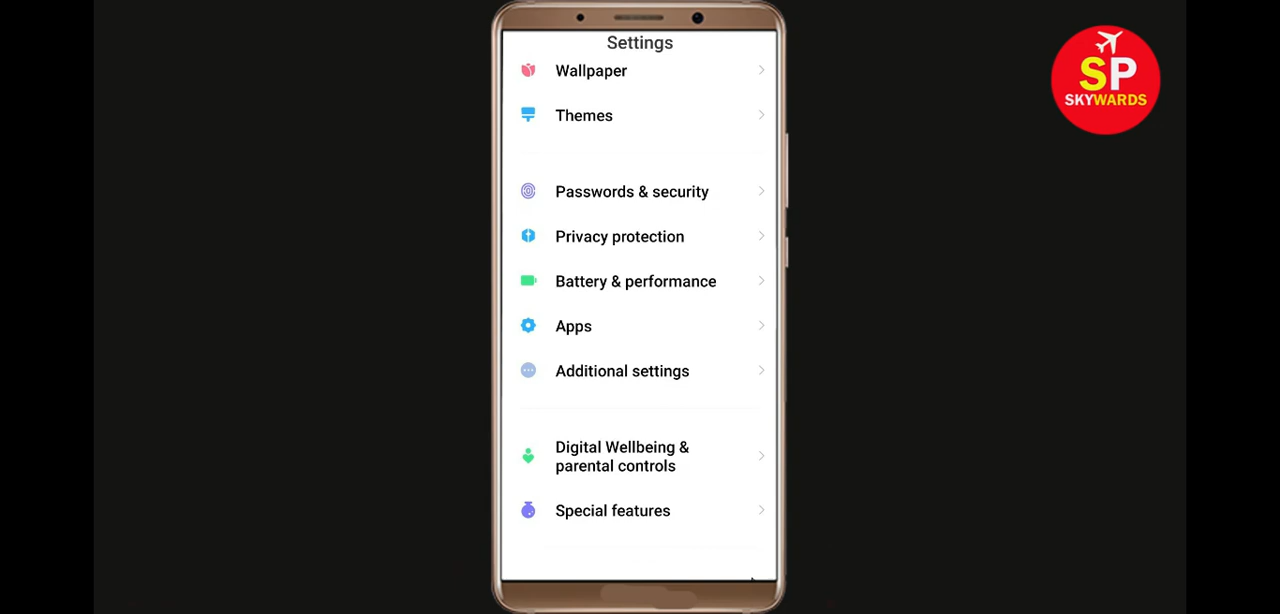 Settings
Wallpaper
Themes
Passwords & security
Privacy protection
Battery & performance
Apps
Additional settings
Digital Wellbeing &
parental controls
Special features
SP
SKYWARDS